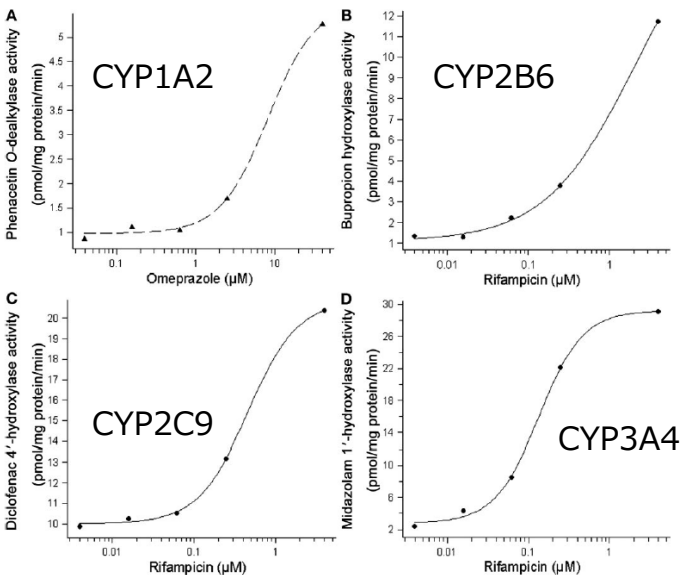 A
Phenacetin O-dealkylase activity
(pmol/mg protein/min)
5
4.5
4
3.5
3
2.5
2
1.5
1
CYP1A2
0.1
1
10
Omeprazole (µM)
B
Bupropion hydroxylase activity
(pmol/mg protein/min)
12
11
10
9
8
7
6
5
4
3
2
1
CYP2B6
0.01
0.1
1
Rifampicin (µM)
C
Diclofenac 4′-hydroxylase activity
(pmol/mg protein/min)
20
19
18
17
16
15
14
13
12
11
10
CYP2C9
0.01
0.1
1
Rifampicin (µM)
D
Midazolam 1′-hydroxylase activity
(pmol/mg protein/min)
30
26
22
18
14
10
6
2
CYP3A4
0.01
0.1
1
Rifampicin (µM)